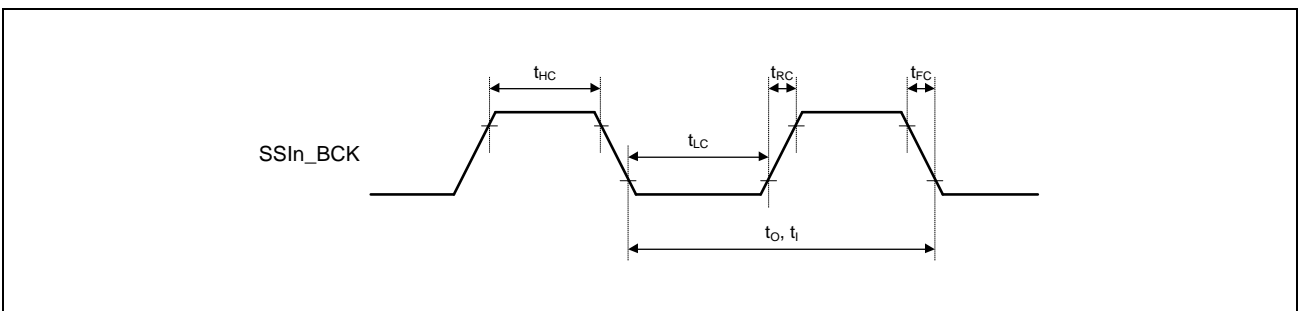 tHC
tRC
tFC
SSIn_BCK
tLC
tO, tI